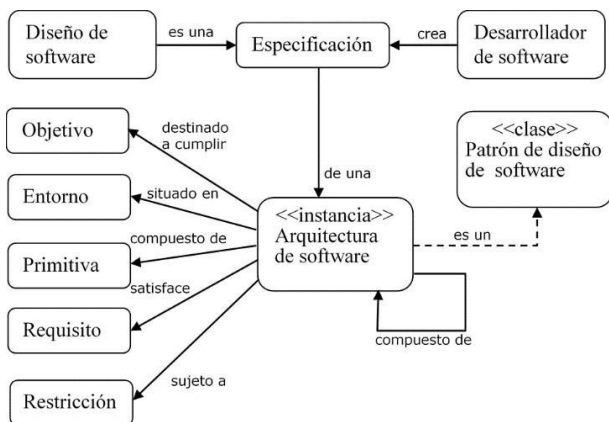 Diseño de
software
es una
Especificación
crea
Desarrollador
de software
Objetivo
destinado
a cumplir
de una
<<clase>>
Patrón de diseño
de software
Entorno
situado en
<<instancia>>
Arquitectura
de software
es un
Primitiva
compuesto de
Requisito
satisface
compuesto de
Restricción
sujeto a